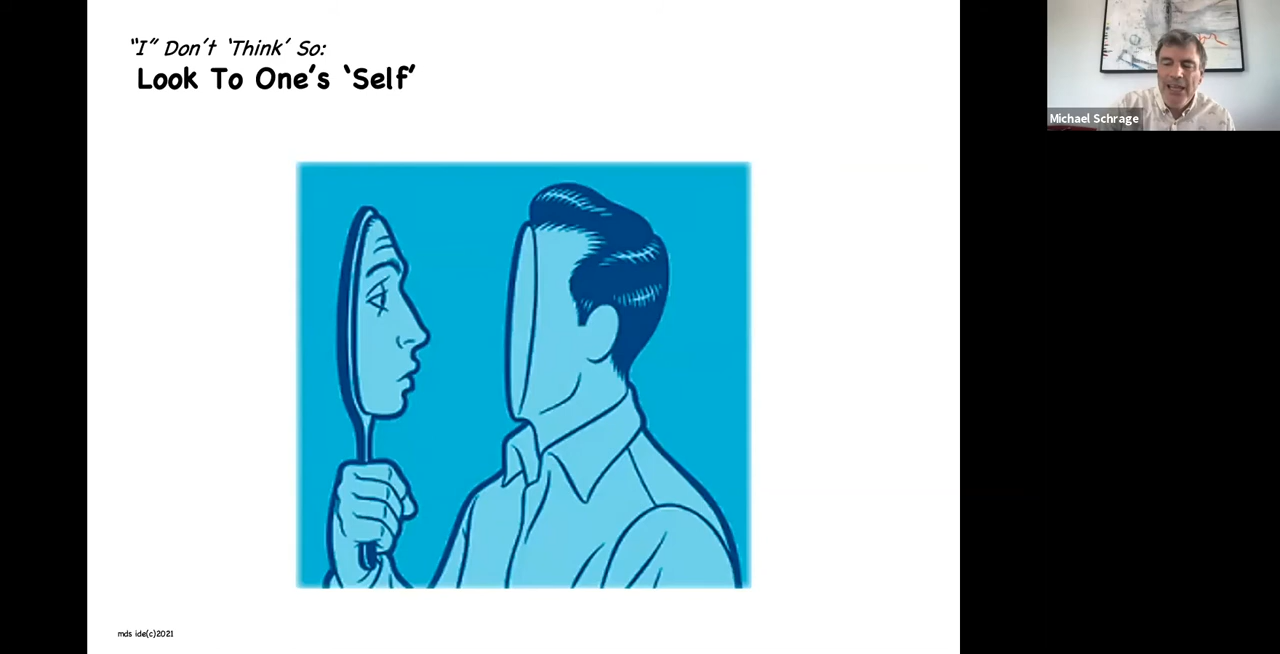 “I” Don’t ‘Think’ So:
Look To One’s ‘Self’
Michael Schrage
mds ide(c)2021